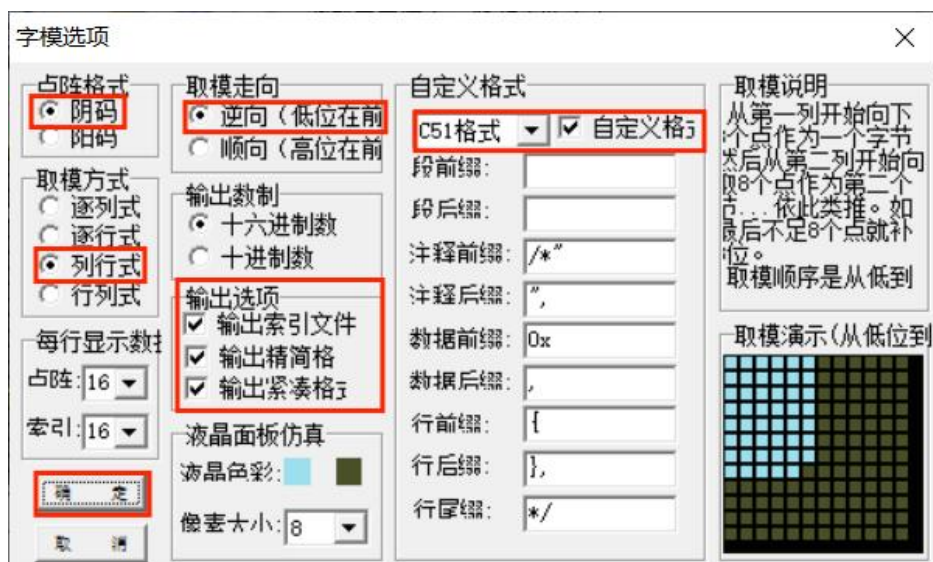 字模选项
点阵格式
阴码
阳码
取模方式
逐列式
逐行式
列行式
行列式
每行显示数
点阵:
16
索引:
16
确 定
取 消
取模走向
逆向（低位在前
顺向（高位在前
输出数制
十六进制数
十进制数
输出选项
输出索引文件
输出精简格
输出紧凑格式
液晶面板仿真
液晶色彩:
像素大小:
8
自定义格式
C51格式
自定义格式
段前缀:
段后缀:
注释前缀:
/*"
注释后缀:
",
数据前缀:
0x
数据后缀:
,
行前缀:
{
行后缀:
},
行尾缀:
*/
取模说明
从第一列开始向下
个点作为一个字节
然后从第二列开始向
取8个点作为第二个
节...依此类推。如
最后不足8个点就补
位。
取模顺序是从低到
取模演示(从低位到